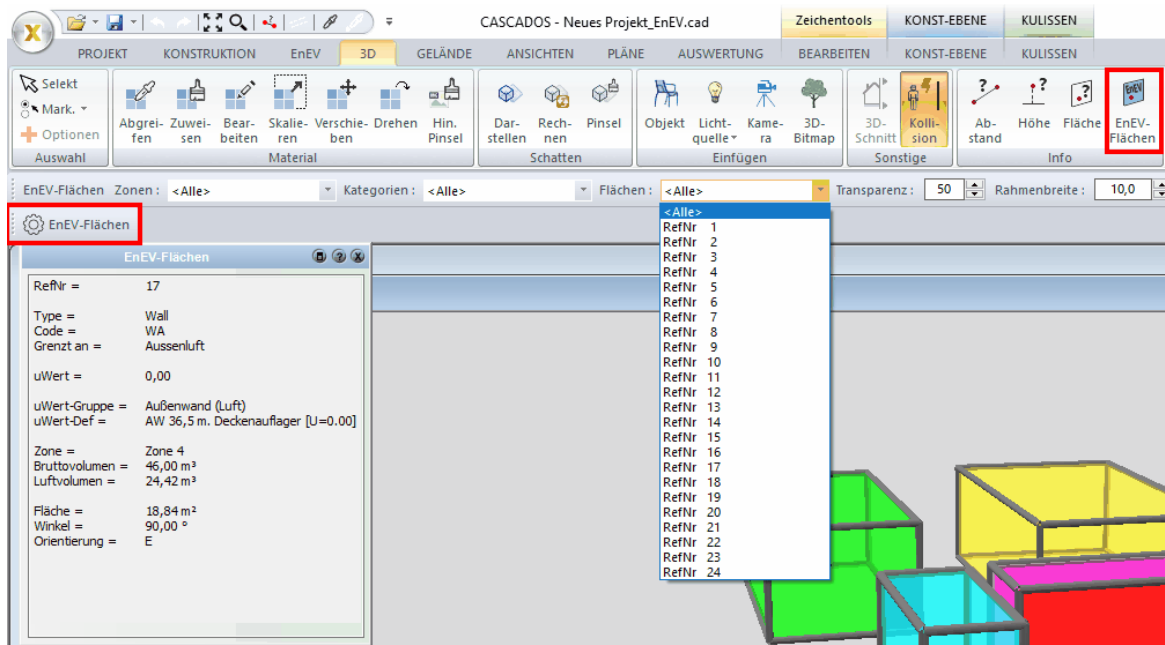 CASCADOS - Neues Projekt_EnEV.cad
Zeichentools KONST-EBENE KULISSEN
PROJEKT KONSTRUKTION EnEV 3D GELÄNDE ANSICHTEN PLÄNE AUSWERTUNG BEARBEITEN KONST-EBENE KULISSEN
Selekt
Mark.
Optionen
Auswahl
Abgrei-
fen
Zuwei-
sen
Bear-
beiten
Skalie-
ren
Verschie-
ben
Drehen
Hin.
Pinsel
Material
Dar-
stellen
Rech-
nen
Pinsel
Schatten
Objekt
Licht-
quelle
Kame-
ra
3D-
Bitmap
Einfügen
3D-
Schnitt
Kolli-
sion
Sonstige
Ab-
stand
Höhe
Fläche
EnEV
EnEV-
Flächen
Info
EnEV-Flächen Zonen : <Alle> Kategorien : <Alle> Flächen : <Alle> Transparenz : 50 Rahmenbreite : 10,0
EnEV-Flächen
EnEV-Flachen
RefNr = 17
Type = Wall
Code = WA
Grenzt an = Aussenluft
uWert = 0,00
uWert-Gruppe = Außenwand (Luft)
uWert-Def = AW 36,5 m. Deckenauflager [U=0.00]
Zone = Zone 4
Bruttovolumen = 46,00 m³
Luftvolumen = 24,42 m³
Fläche = 18,84 m²
Winkel = 90,00 °
Orientierung = E
<Alle>
RefNr 1
RefNr 2
RefNr 3
RefNr 4
RefNr 5
RefNr 6
RefNr 7
RefNr 8
RefNr 9
RefNr 10
RefNr 11
RefNr 12
RefNr 13
RefNr 14
RefNr 15
RefNr 16
RefNr 17
RefNr 18
RefNr 19
RefNr 20
RefNr 21
RefNr 22
RefNr 23
RefNr 24